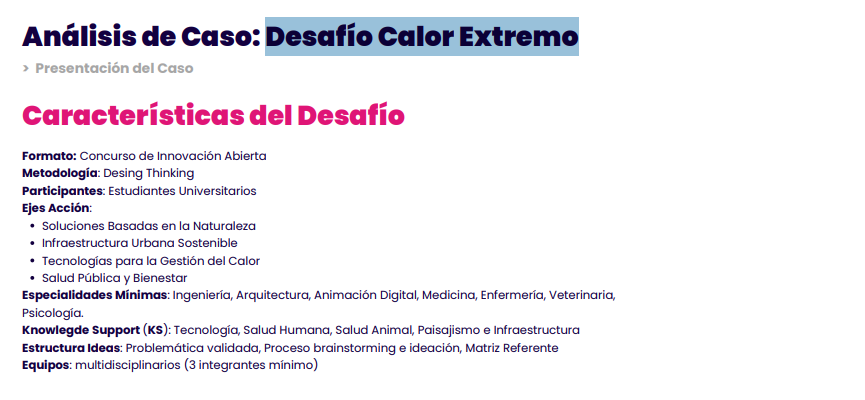 Análisis de Caso: Desafío Calor Extremo
> Presentación del Caso
Características del Desafío
Formato: Concurso de Innovación Abierta
Metodología: Desing Thinking
Participantes: Estudiantes Universitarios
Ejes Acción:
• Soluciones Basadas en la Naturaleza
• Infraestructura Urbana Sostenible
• Tecnologías para la Gestión del Calor
• Salud Pública y Bienestar
Especialidades Mínimas: Ingeniería, Arquitectura, Animación Digital, Medicina, Enfermería, Veterinaria,
Psicología.
Knowlegde Support (KS): Tecnología, Salud Humana, Salud Animal, Paisajismo e Infraestructura
Estructura Ideas: Problemática validada, Proceso brainstorming e ideación, Matriz Referente
Equipos: multidisciplinarios (3 integrantes mínimo)